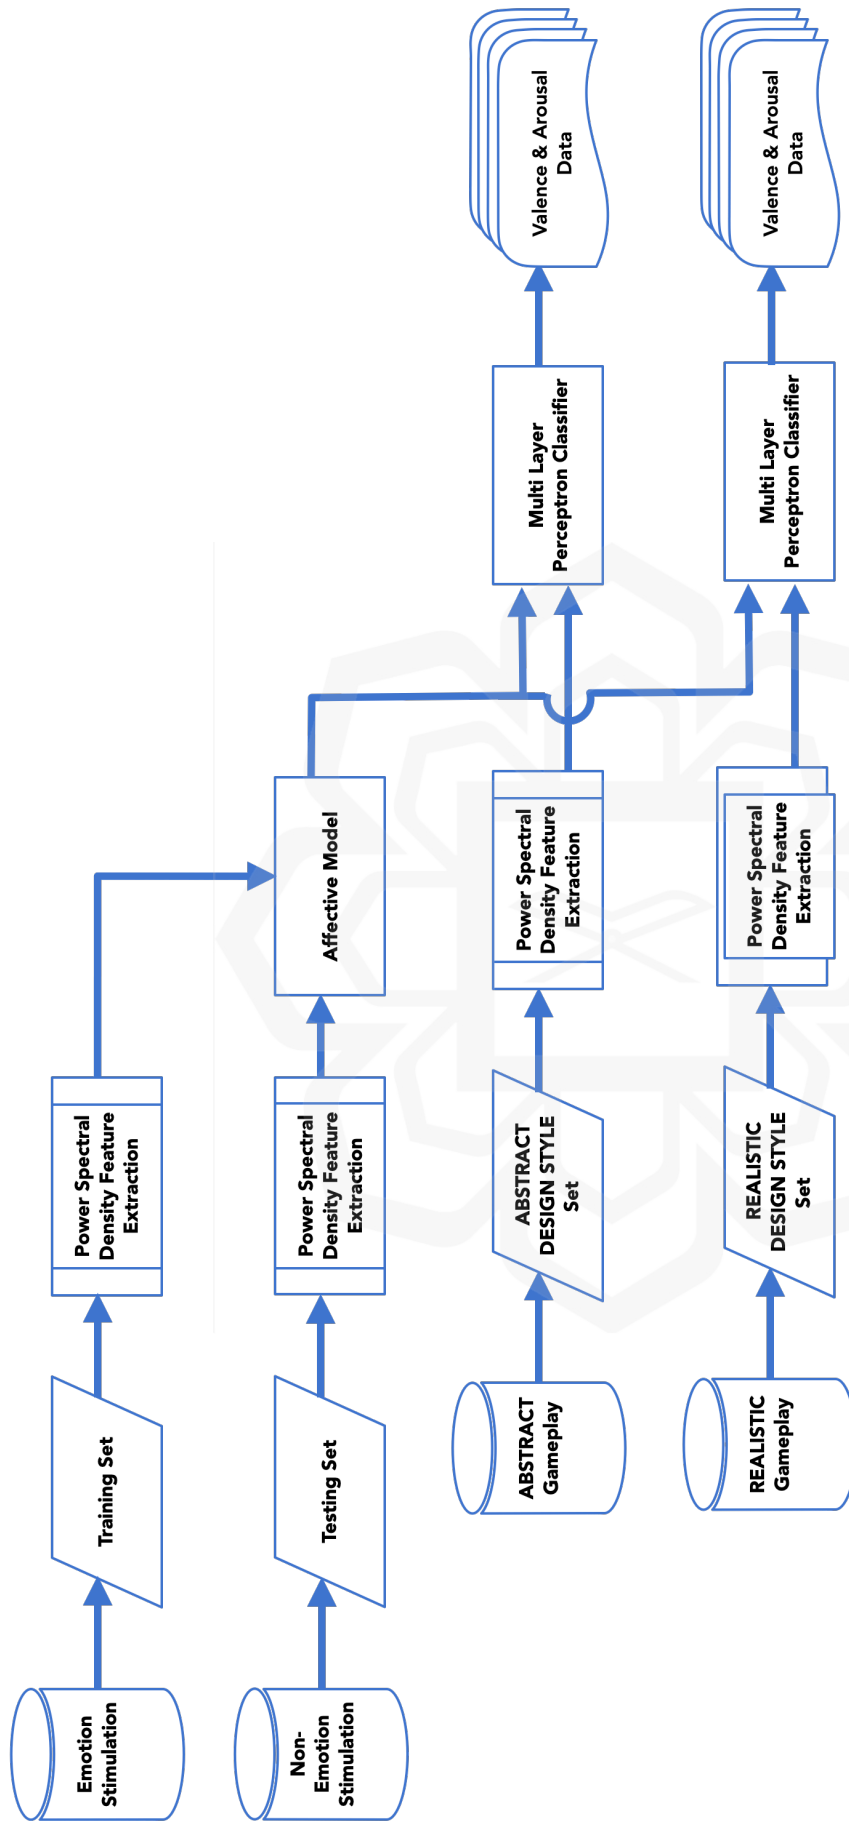 Emotion
Stimulation
Training Set
Power Spectral
Density Feature
Extraction
Non-
Emotion
Stimulation
Testing Set
Power Spectral
Density Feature
Extraction
Affective Model
ABSTRACT
Gameplay
ABSTRACT
DESIGN STYLE
Set
Power Spectral
Density Feature
Extraction
Multi Layer
Perceptron Classifier
Valence & Arousal
Data
REALISTIC
Gameplay
REALISTIC
DESIGN STYLE
Set
Power Spectral
Density Feature
Extraction
Multi Layer
Perceptron Classifier
Valence & Arousal
Data